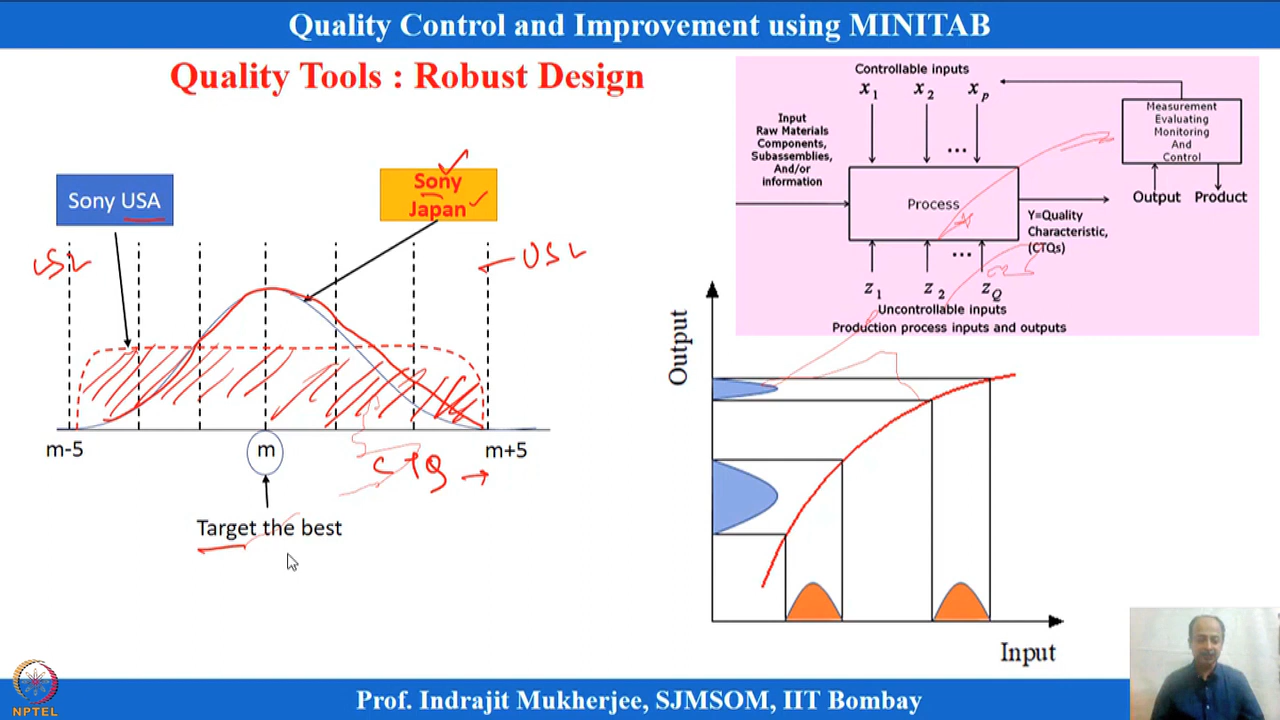 Quality Control and Improvement using MINITAB
Quality Tools : Robust Design
Sony USA
Sony
Japan
LSL
USL
m-5
m
m+5
CTQ
Target the best
Controllable inputs
x1 x2 xp
Input
Raw Materials
Components,
Subassemblies,
And/or
information
...
Process
Measurement
Evaluating
Monitoring
And
Control
Output Product
Y=Quality
Characteristic,
(CTQs)
...
z1 z2 zQ
Uncontrollable inputs
Production process inputs and outputs
Output
Input
NPTEL
Prof. Indrajit Mukherjee, SJMSOM, IIT Bombay